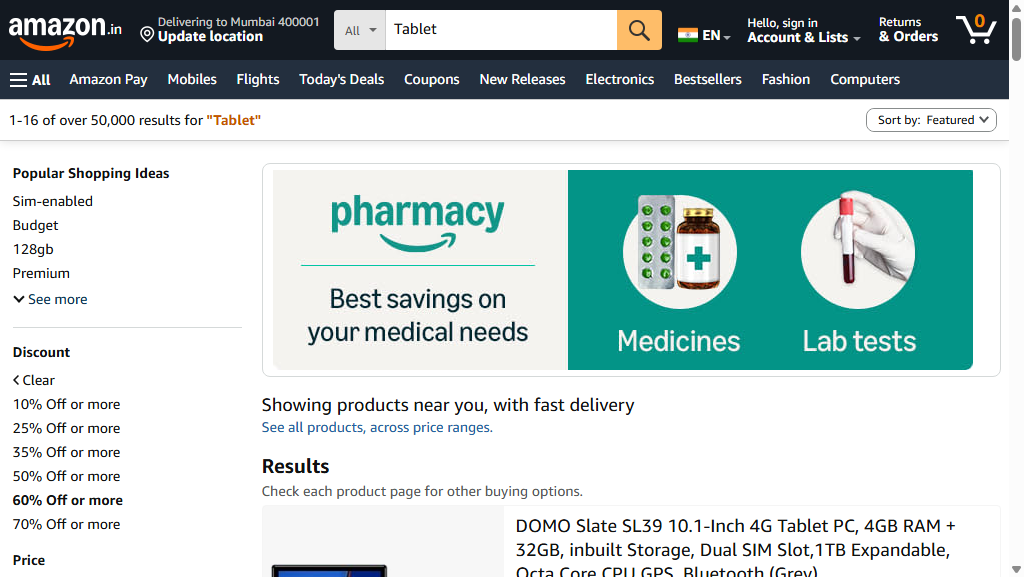 amazon.in
Delivering to Mumbai 400001
Update location
All
Tablet
EN
Hello, sign in
Account & Lists
Returns
& Orders
0
All
Amazon Pay
Mobiles
Flights
Today's Deals
Coupons
New Releases
Electronics
Bestsellers
Fashion
Computers
1-16 of over 50,000 results for "Tablet"
Sort by: Featured
Popular Shopping Ideas
Sim-enabled
Budget
128gb
Premium
See more
Discount
Clear
10% Off or more
25% Off or more
35% Off or more
50% Off or more
60% Off or more
70% Off or more
Price
pharmacy
Best savings on
your medical needs
Medicines
Lab tests
Showing products near you, with fast delivery
See all products, across price ranges.
Results
Check each product page for other buying options.
DOMO Slate SL39 10.1-Inch 4G Tablet PC, 4GB RAM +
32GB, inbuilt Storage, Dual SIM Slot,1TB Expandable,
Octa Core CPU GPS, Bluetooth (Grey)